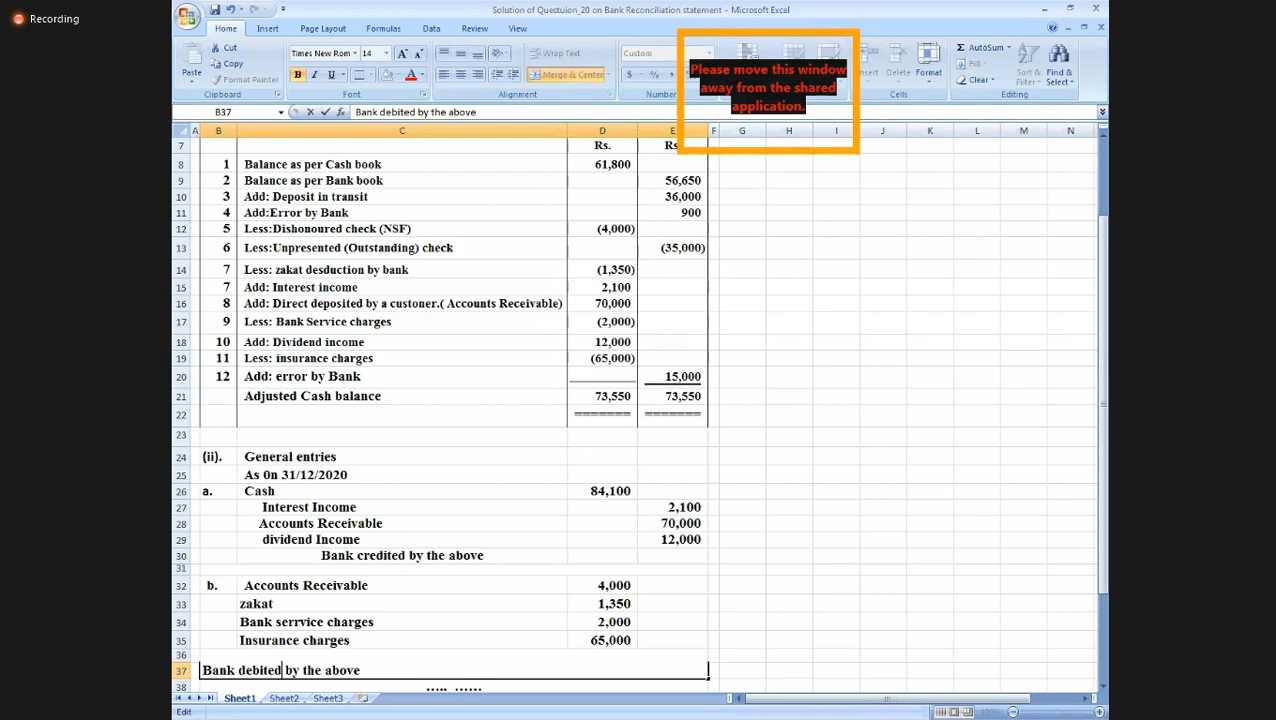 Recording
Solution of Questuion_20 on Bank Reconciliation statement - Microsoft Excel
Home Insert Page Layout Formulas Data Review View
Cut
Copy
Format Painter
Paste
Clipboard
Times New Rom 14
B I U
Font
Wrap Text
Merge & Center
Alignment
Custom
$ %
Number
Please move this window
away from the shared
application.
Format
Cells
AutoSum
Fill
Clear
Sort & Filter
Find & Select
Editing
B37 Bank debited by the above
A B C D E F G H I J K L M N
7 Rs. Rs
8 1 Balance as per Cash book 61,800
9 2 Balance as per Bank book 56,650
10 3 Add: Deposit in transit 36,000
11 4 Add:Error by Bank 900
12 5 Less:Dishonoured check (NSF) (4,000)
13 6 Less:Unpresented (Outstanding) check (35,000)
14 7 Less: zakat desduction by bank (1,350)
15 7 Add: Interest income 2,100
16 8 Add: Direct deposited by a custoner.( Accounts Receivable) 70,000
17 9 Less: Bank Service charges (2,000)
18 10 Add: Dividend income 12,000
19 11 Less: insurance charges (65,000)
20 12 Add: error by Bank 15,000
21 Adjusted Cash balance 73,550 73,550
22 ======= =======
23
24 (ii). General entries
25 As 0n 31/12/2020
26 a. Cash 84,100
27 Interest Income 2,100
28 Accounts Receivable 70,000
29 dividend Income 12,000
30 Bank credited by the above
31
32 b. Accounts Receivable 4,000
33 zakat 1,350
34 Bank serrvice charges 2,000
35 Insurance charges 65,000
36
37 Bank debited by the above
38 ..... ......
Sheet1 Sheet2 Sheet3
Edit